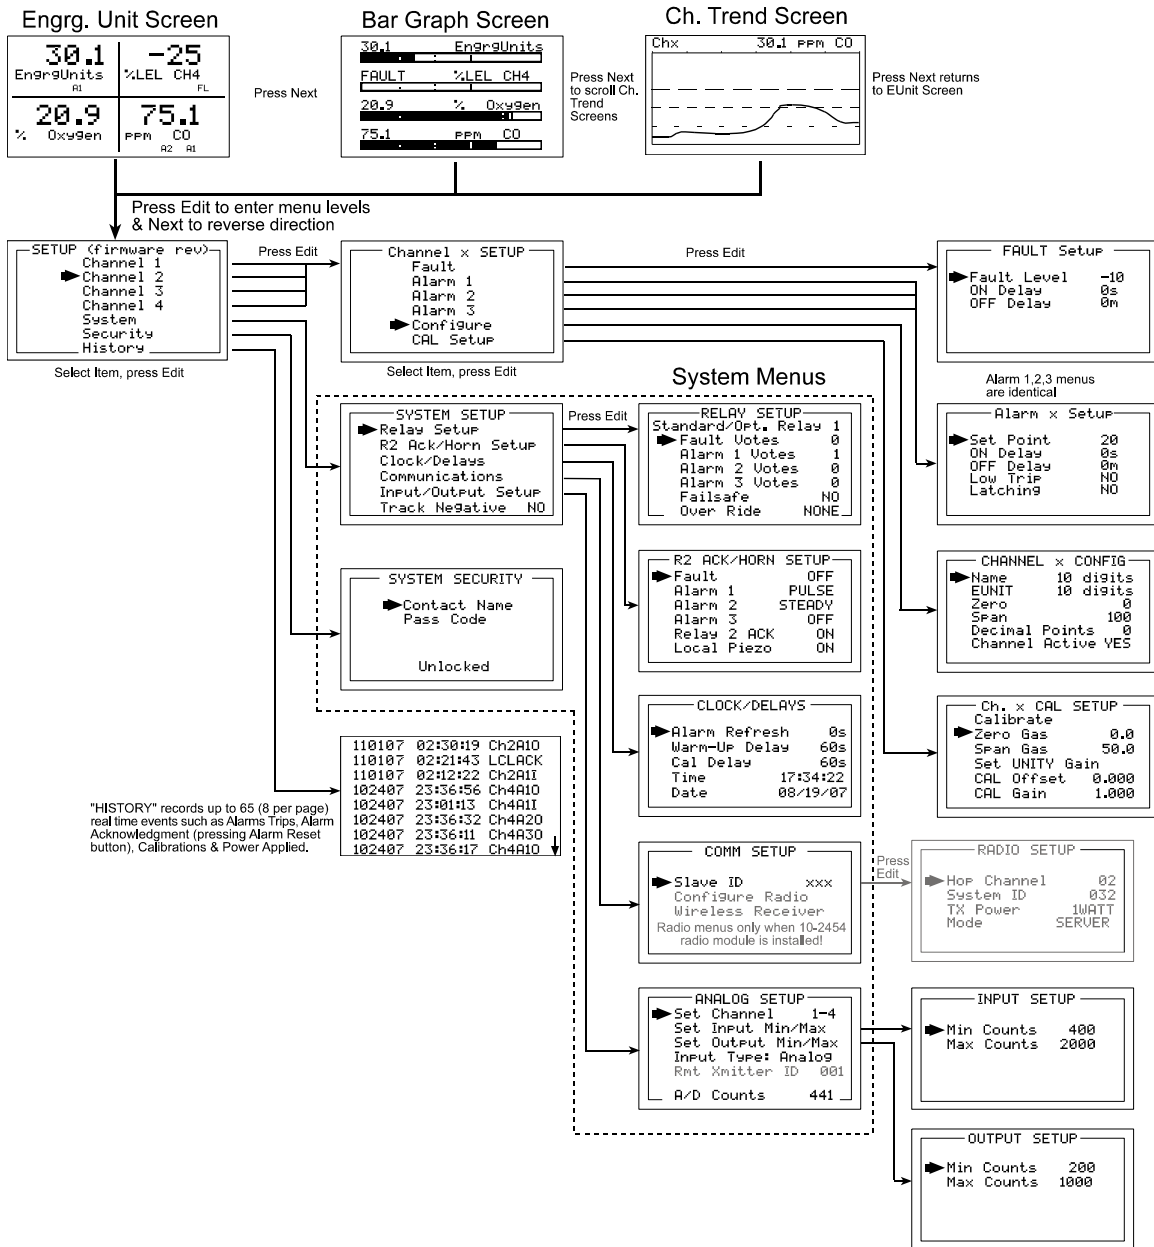 Engrg. Unit Screen
Bar Graph Screen
Ch. Trend Screen
30.1
EngrgUnits
A1
-25
%LEL CH4
FL
20.9
% Oxygen
75.1
PPM CO
A2 A1
Press Next
30.1 EngrgUnits
FAULT %LEL CH4
20.9 % Oxygen
75.1 PPM CO
Press Next
to scroll Ch.
Trend
Screens
Chx 30.1 PPM CO
Press Next returns
to EUnit Screen
Press Edit to enter menu levels
& Next to reverse direction
SETUP (firmware rev)
Channel 1
Channel 2
Channel 3
Channel 4
System
Security
History
Select Item, press Edit
Press Edit
Channel x SETUP
Fault
Alarm 1
Alarm 2
Alarm 3
Configure
CAL Setup
Select Item, press Edit
Press Edit
FAULT Setup
Fault Level -10
ON Delay 0s
OFF Delay 0m
Alarm 1,2,3 menus
are identical
Alarm x Setup
Set Point 20
ON Delay 0s
OFF Delay 0m
Low Trip NO
Latching NO
System Menus
SYSTEM SETUP
Relay Setup
R2 Ack/Horn Setup
Clock/Delays
Communications
Input/Output Setup
Track Negative NO
Press Edit
RELAY SETUP
Standard/Opt. Relay 1
Fault Votes 0
Alarm 1 Votes 1
Alarm 2 Votes 0
Alarm 3 Votes 0
Failsafe NO
Over Ride NONE
SYSTEM SECURITY
Contact Name
Pass Code
Unlocked
R2 ACK/HORN SETUP
Fault OFF
Alarm 1 PULSE
Alarm 2 STEADY
Alarm 3 OFF
Relay 2 ACK ON
Local Piezo ON
CHANNEL x CONFIG
Name 10 digits
EUNIT 10 digits
Zero 0
Span 100
Decimal Points 0
Channel Active YES
CLOCK/DELAYS
Alarm Refresh 0s
Warm-Up Delay 60s
Cal Delay 60s
Time 17:34:22
Date 08/19/07
Ch. x CAL SETUP
Calibrate
Zero Gas 0.0
Span Gas 50.0
Set UNITY Gain
CAL Offset 0.000
CAL Gain 1.000
"HISTORY" records up to 65 (8 per page)
real time events such as Alarms Trips, Alarm
Acknowledgment (pressing Alarm Reset
button), Calibrations & Power Applied.
110107 02:30:19 Ch2A1O
110107 02:21:43 LCLACK
110107 02:12:22 Ch2A1I
102407 23:36:56 Ch4A1O
102407 23:01:13 Ch4A1I
102407 23:36:32 Ch4A2O
102407 23:36:11 Ch4A3O
102407 23:36:17 Ch4A1O
COMM SETUP
Slave ID xxx
Configure Radio
Wireless Receiver
Radio menus only when 10-2454
radio module is installed!
Press
Edit
RADIO SETUP
Hop Channel 02
System ID 032
TX Power 1WATT
Mode SERVER
ANALOG SETUP
Set Channel 1-4
Set Input Min/Max
Set Output Min/Max
Input Type: Analog
Rmt Xmitter ID 001
A/D Counts 441
INPUT SETUP
Min Counts 400
Max Counts 2000
OUTPUT SETUP
Min Counts 200
Max Counts 1000